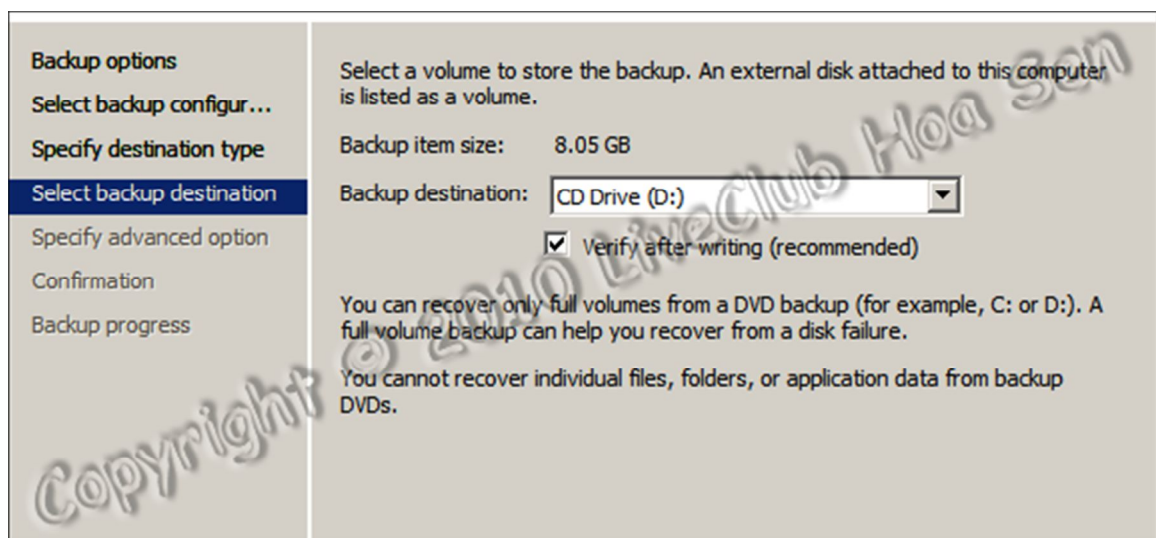 Backup options
Select backup configur...
Specify destination type
Select backup destination
Specify advanced option
Confirmation
Backup progress
Select a volume to store the backup. An external disk attached to this computer
is listed as a volume.
Backup item size: 8.05 GB
Backup destination: CD Drive (D:)
Verify after writing (recommended)
You can recover only full volumes from a DVD backup (for example, C: or D:). A
full volume backup can help you recover from a disk failure.
You cannot recover individual files, folders, or application data from backup
DVDs.
Copyright © 2010 LiveClub Hoa Sen